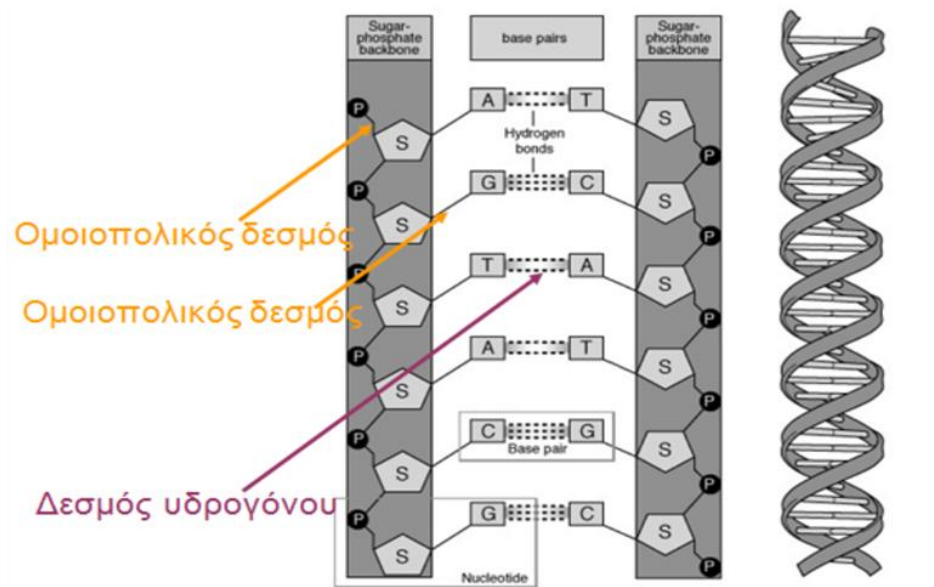 Sugar-
phosphate
backbone
base pairs
Sugar-
phosphate
backbone
P
A
T
S
S
Hydrogen
bonds
P
P
G
C
S
S
Ομοιοπολικός δεσμός
P
P
T
A
S
S
Ομοιοπολικός δεσμός
P
P
A
T
S
S
P
P
C
G
Base pair
S
S
Δεσμός υδρογόνου
P
P
G
C
S
S
P
Nucleotide